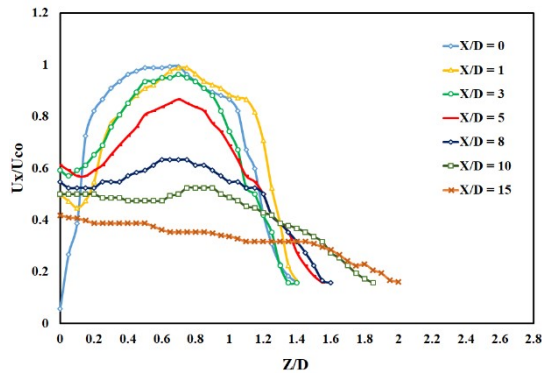 Ux/Uco
1.2
1
0.8
0.6
0.4
0.2
0
0 0.2 0.4 0.6 0.8 1 1.2 1.4 1.6 1.8 2 2.2 2.4 2.6 2.8
Z/D
X/D = 0
X/D = 1
X/D = 3
X/D = 5
X/D = 8
X/D = 10
X/D = 15